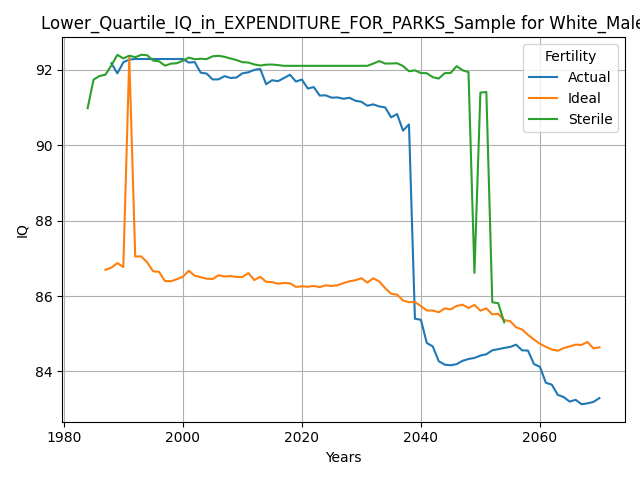 Lower_Quartile_IQ_in_EXPENDITURE_FOR_PARKS_Sample for White_Male
Fertility
Actual
Ideal
Sterile
92
90
88
86
84
IQ
1980
2000
2020
2040
2060
Years